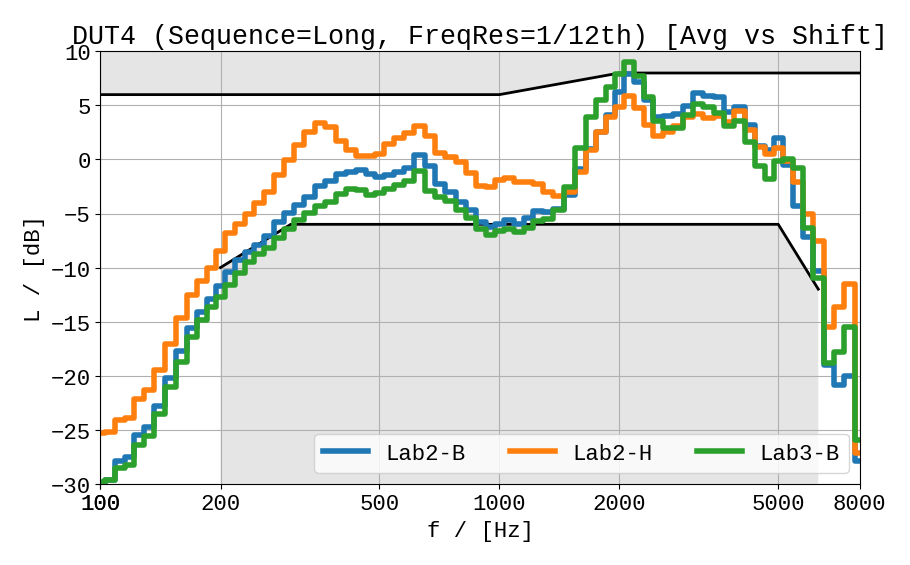 DUT4 (Sequence=Long, FreqRes=1/12th) [Avg vs Shift]
10
5
0
−5
−10
−15
−20
−25
−30
L / [dB]
Lab2-B Lab2-H Lab3-B
100 200 500 1000 2000 5000 8000
f / [Hz]